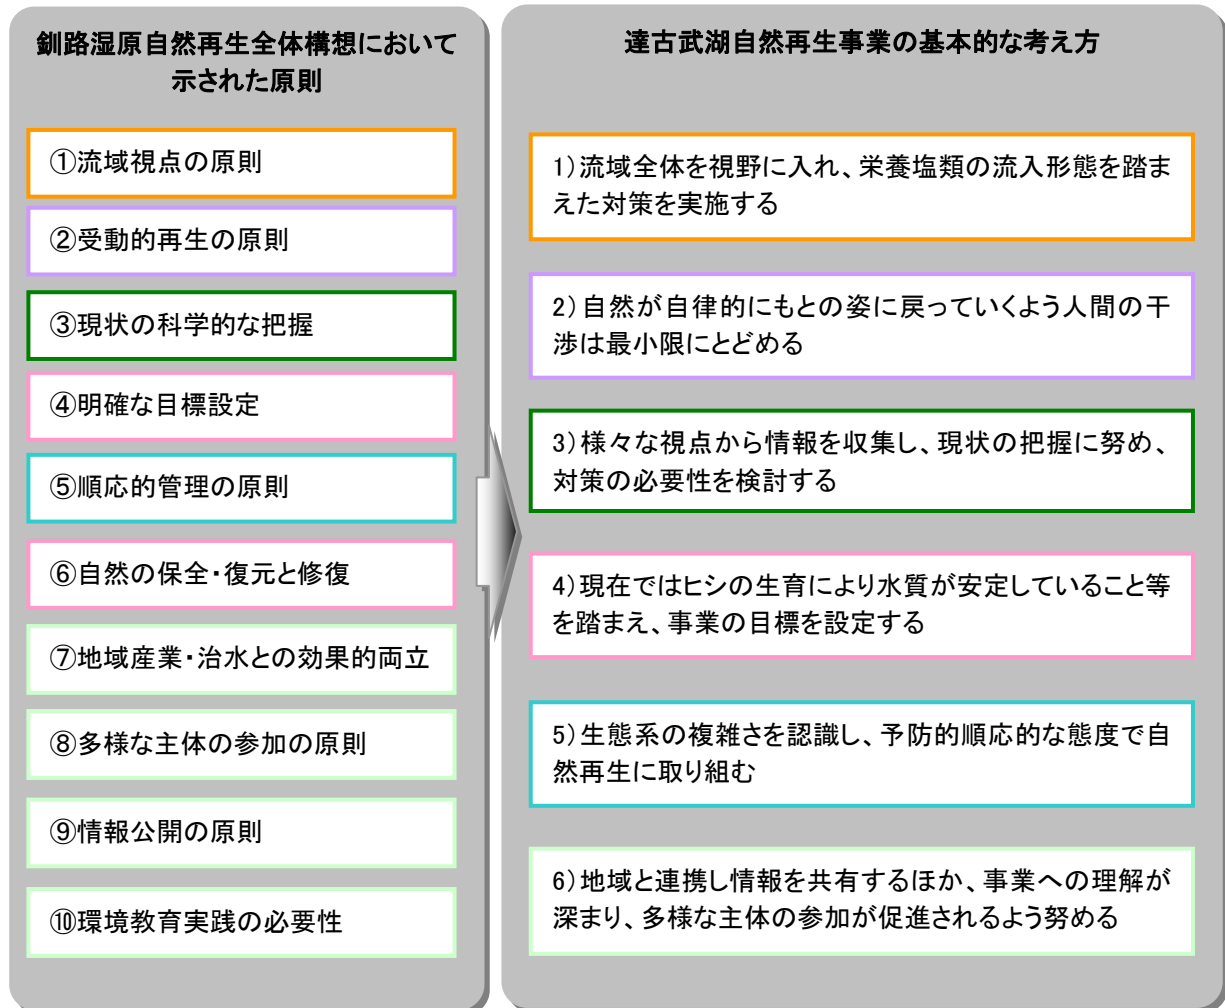 釧路湿原自然再生全体構想において
示された原則
①流域視点の原則
②受動的再生の原則
③現状の科学的な把握
④明確な目標設定
⑤順応的管理の原則
⑥自然の保全・復元と修復
⑦地域産業・治水との効果的両立
⑧多様な主体の参加の原則
⑨情報公開の原則
⑩環境教育実践の必要性
達古武湖自然再生事業の基本的な考え方
1）流域全体を視野に入れ、栄養塩類の流入形態を踏ま
えた対策を実施する
2）自然が自律的にもとの姿に戻っていくよう人間の干
渉は最小限にとどめる
3）様々な視点から情報を収集し、現状の把握に努め、
対策の必要性を検討する
4）現在ではヒシの生育により水質が安定していること等
を踏まえ、事業の目標を設定する
5）生態系の複雑さを認識し、予防的順応的な態度で自
然再生に取り組む
6）地域と連携し情報を共有するほか、事業への理解が
深まり、多様な主体の参加が促進されるよう努める